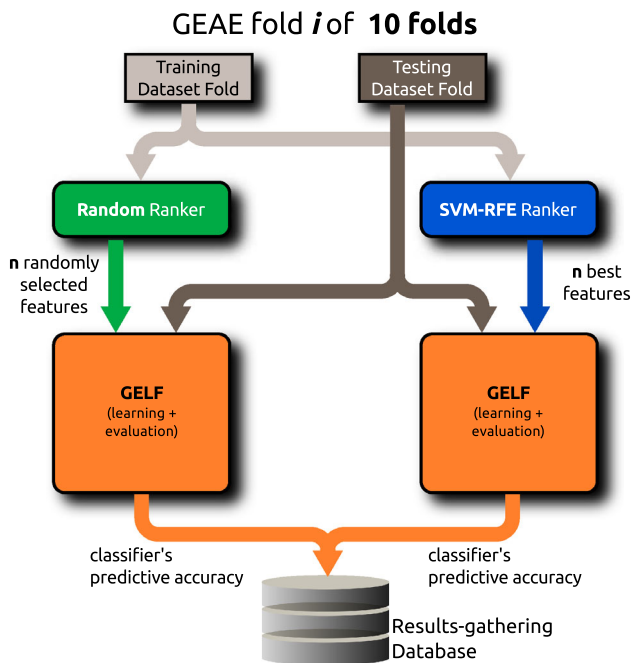 GEAE fold i of 10 folds
Training
Dataset Fold
Testing
Dataset Fold
Random Ranker
SVM-RFE Ranker
n randomly
selected
features
n best
features
GELF
(learning +
evaluation)
GELF
(learning +
evaluation)
classifier's
predictive accuracy
classifier's
predictive accuracy
Results-gathering
Database